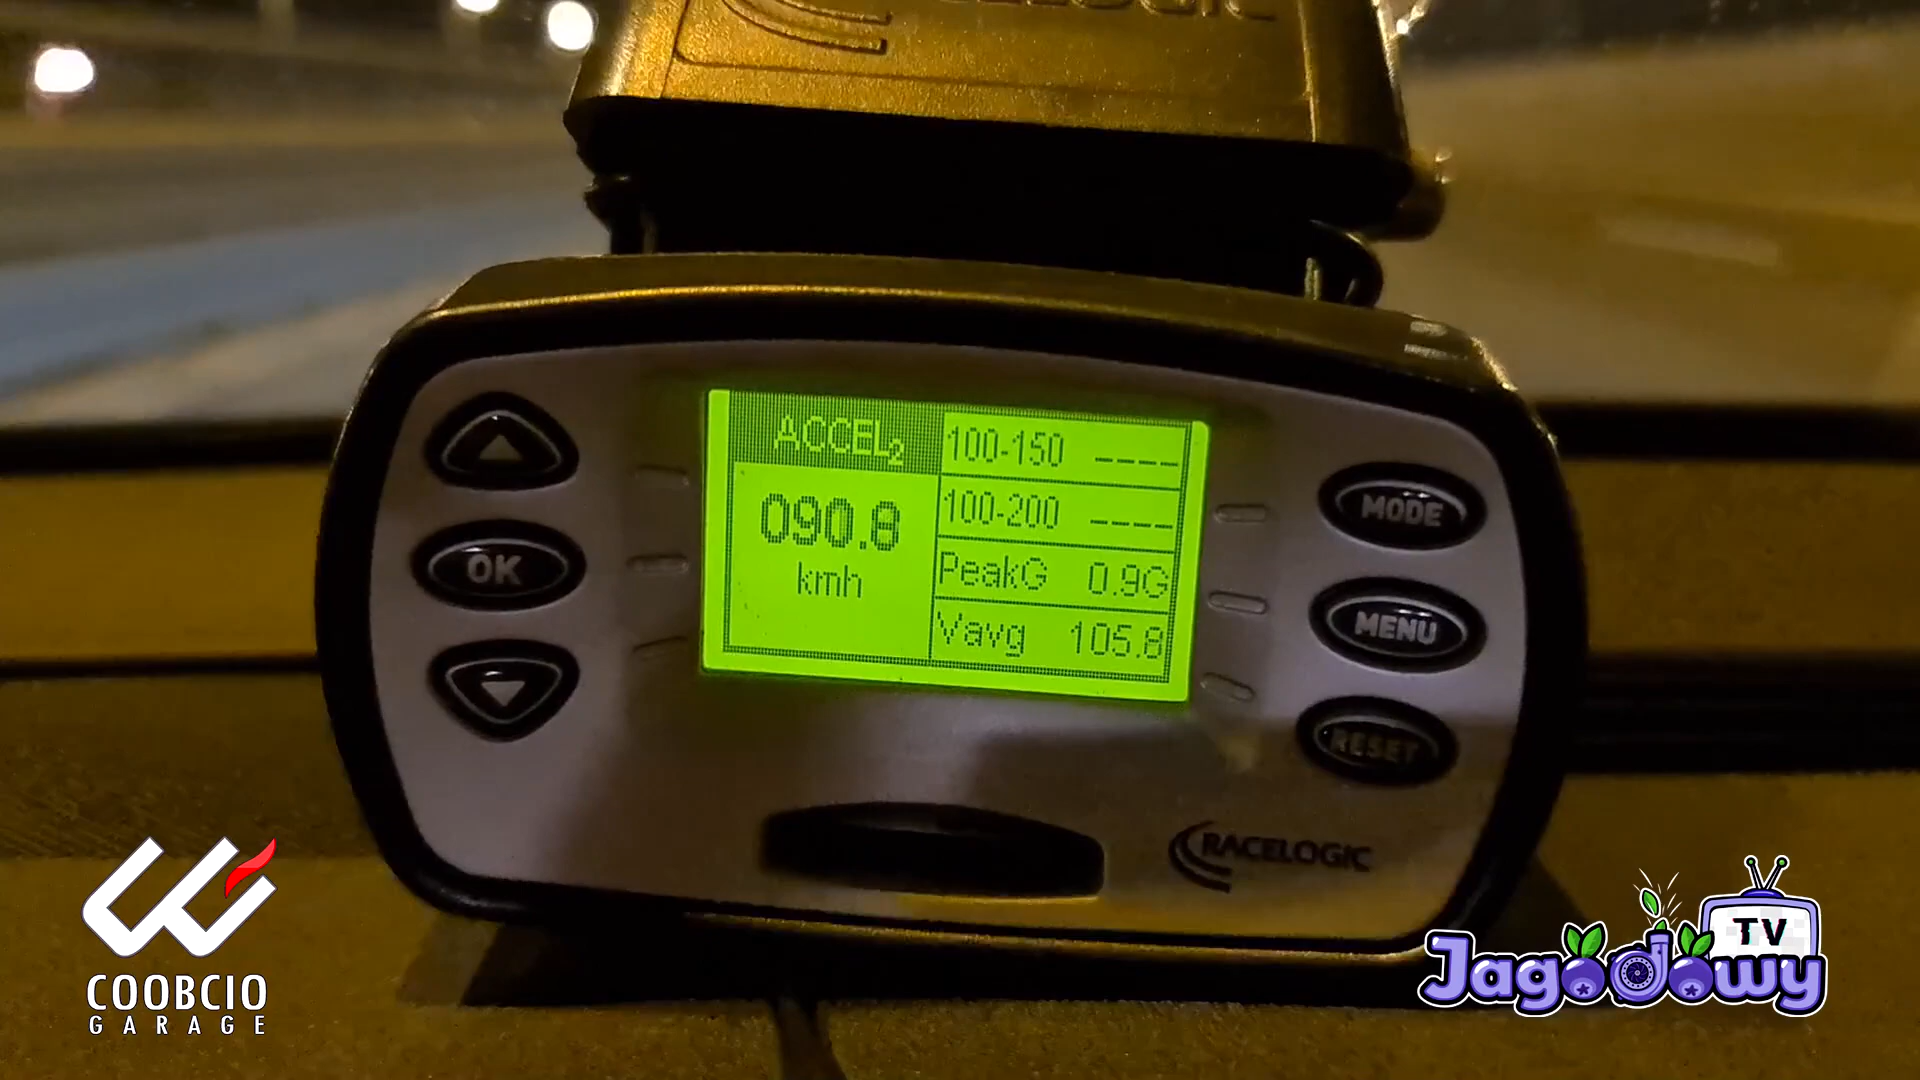 RACELOGIC
ACCEL2
090.8
kmh
100-150 ----
100-200 ----
PeakG 0.9G
Vavg 105.8
OK
MODE
MENU
RESET
RACELOGIC
COOBCIO
GARAGE
TV
Jagodowy